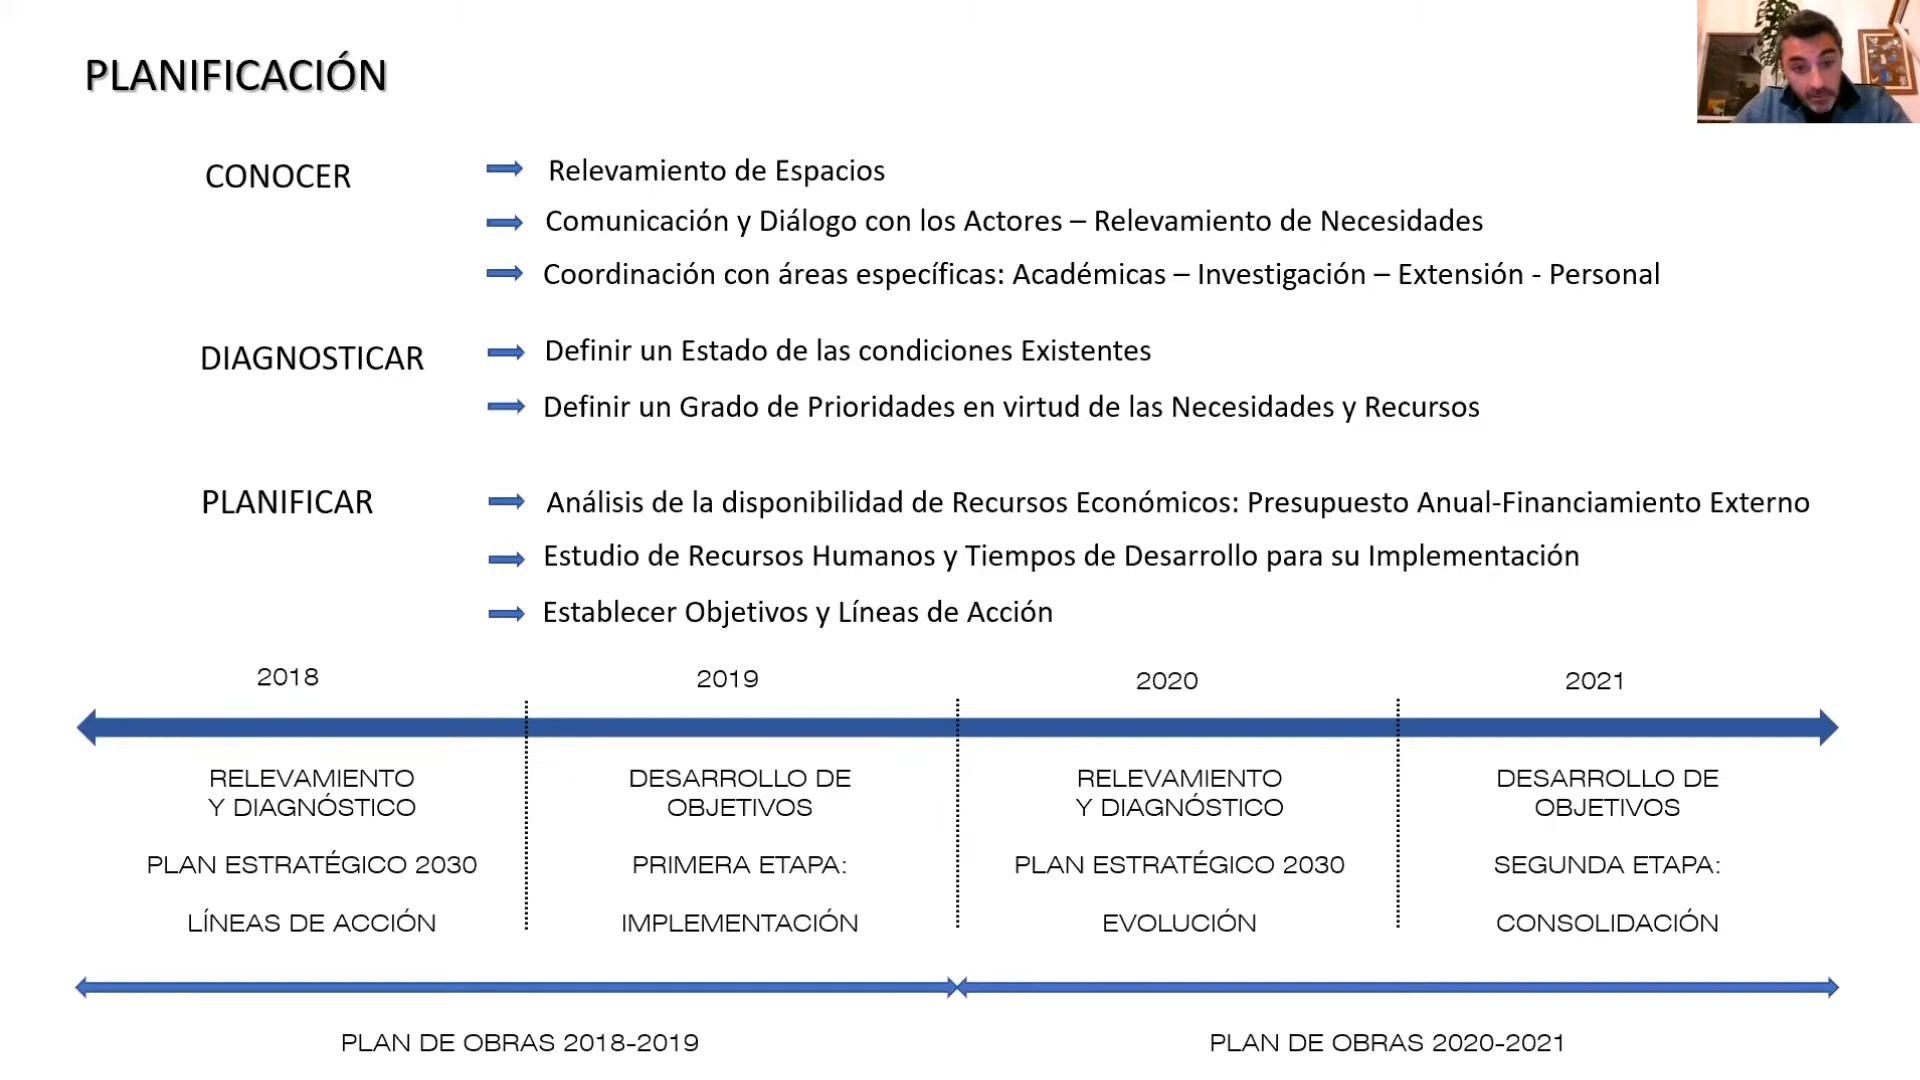 PLANIFICACIÓN
CONOCER
Relevamiento de Espacios
Comunicación y Diálogo con los Actores – Relevamiento de Necesidades
Coordinación con áreas específicas: Académicas – Investigación – Extensión - Personal
DIAGNOSTICAR
Definir un Estado de las condiciones Existentes
Definir un Grado de Prioridades en virtud de las Necesidades y Recursos
PLANIFICAR
Análisis de la disponibilidad de Recursos Económicos: Presupuesto Anual-Financiamiento Externo
Estudio de Recursos Humanos y Tiempos de Desarrollo para su Implementación
Establecer Objetivos y Líneas de Acción
2018
RELEVAMIENTO
Y DIAGNÓSTICO
PLAN ESTRATÉGICO 2030
LÍNEAS DE ACCIÓN
2019
DESARROLLO DE
OBJETIVOS
PRIMERA ETAPA:
IMPLEMENTACIÓN
2020
RELEVAMIENTO
Y DIAGNÓSTICO
PLAN ESTRATÉGICO 2030
EVOLUCIÓN
2021
DESARROLLO DE
OBJETIVOS
SEGUNDA ETAPA:
CONSOLIDACIÓN
PLAN DE OBRAS 2018-2019
PLAN DE OBRAS 2020-2021